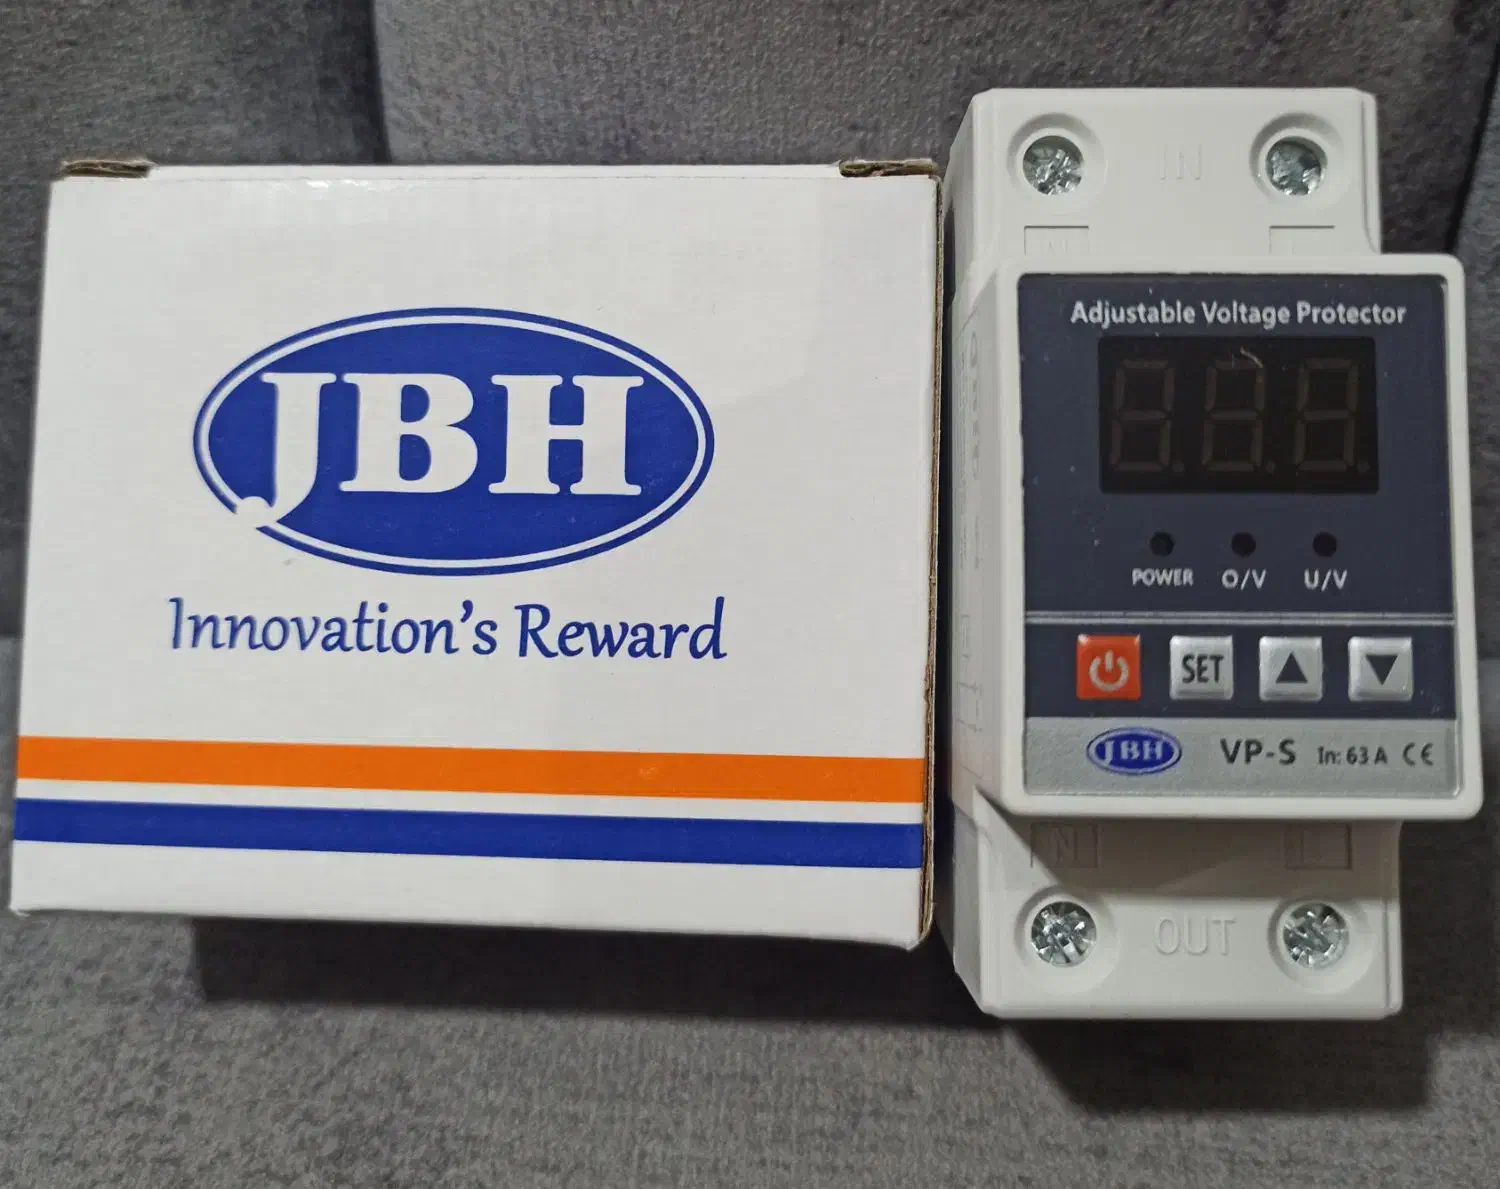 JBH
Innovation's Reward
IN
N L
Adjustable Voltage Protector
POWER O/V U/V
SET
JBH VP-S In: 63 A CE
N L
OUT